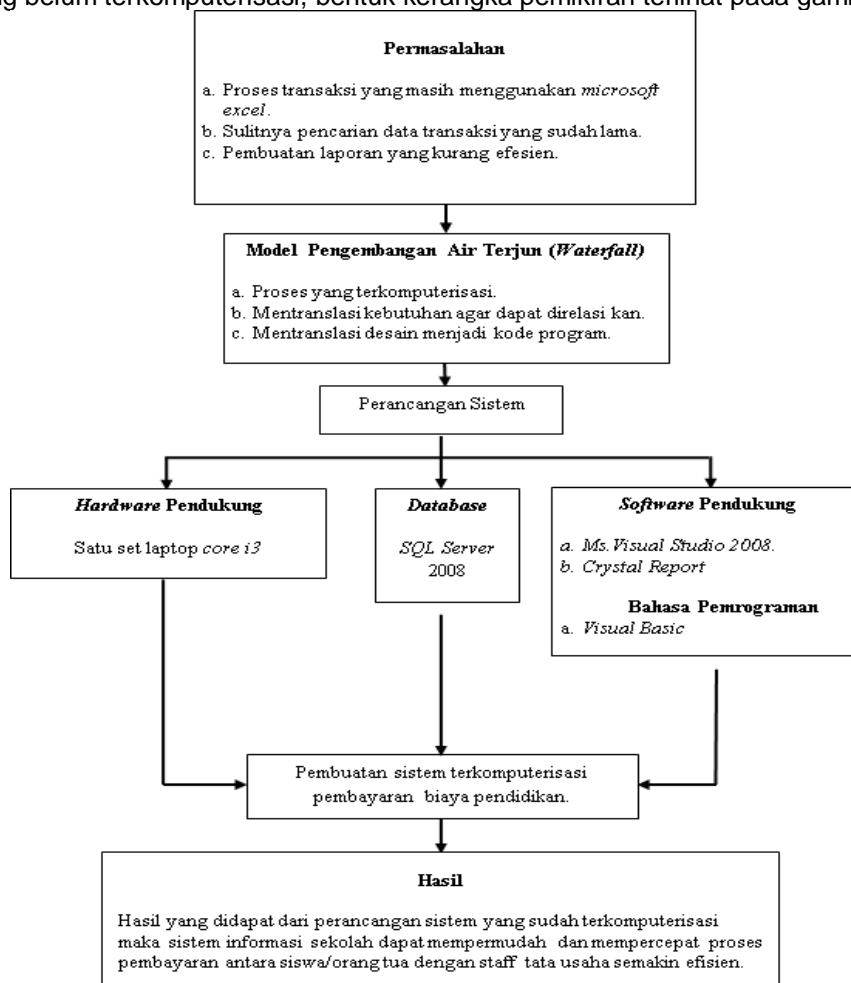 g belum terkomputerisasi, bentuk kerangka pemikiran terlihat pada gam
Permasalahan
a. Proses transaksi yang masih menggunakan microsoft
excel.
b. Sulitnya pencarian data transaksi yang sudah lama.
c. Pembuatan laporan yang kurang efesien.
Model Pengembangan Air Terjun (Waterfall)
a. Proses yang terkomputerisasi.
b. Mentranslasi kebutuhan agar dapat direlasi kan.
c. Mentranslasi desain menjadi kode program.
Perancangan Sistem
Hardware Pendukung
Satu set laptop core i3
Database
SQL Server
2008
Software Pendukung
a. Ms. Visual Studio 2008.
b. Crystal Report
Bahasa Pemrograman
a. Visual Basic
Pembuatan sistem terkomputerisasi
pembayaran biaya pendidikan.
Hasil
Hasil yang didapat dari perancangan sistem yang sudah terkomputerisasi
maka sistem informasi sekolah dapat mempermudah dan mempercepat proses
pembayaran antara siswa/orang tua dengan staff tata usaha semakin efisien.